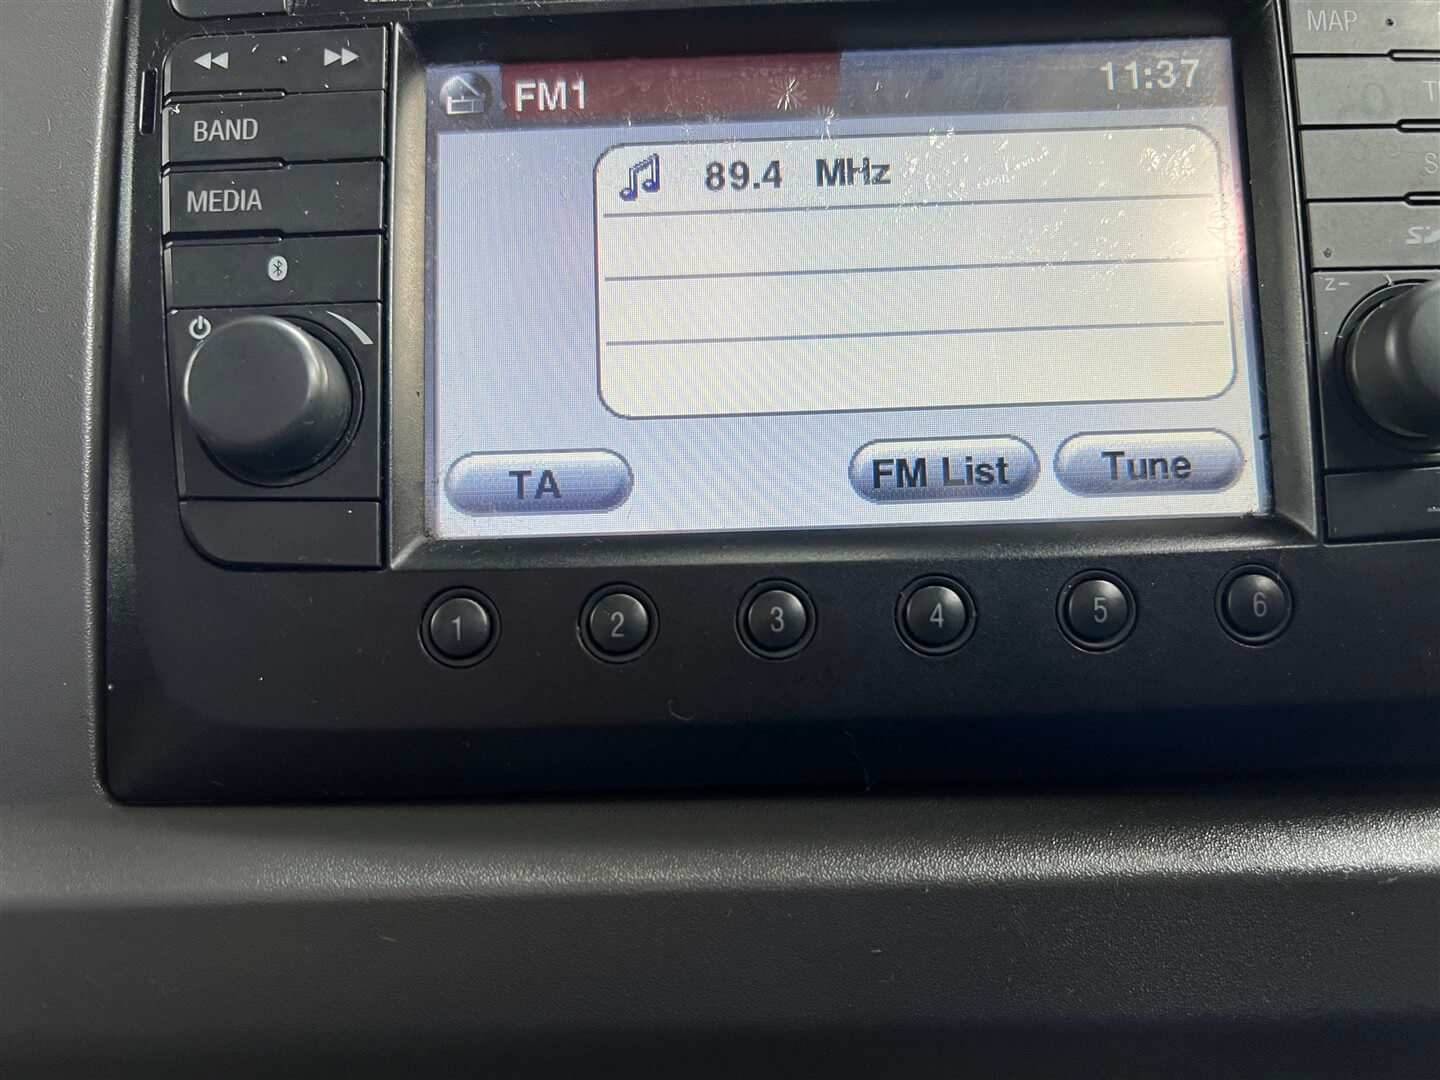 MAP
FM1
11:37
BAND
89.4 MHz
MEDIA
Z-
TA
FM List
Tune
1
2
3
4
5
6